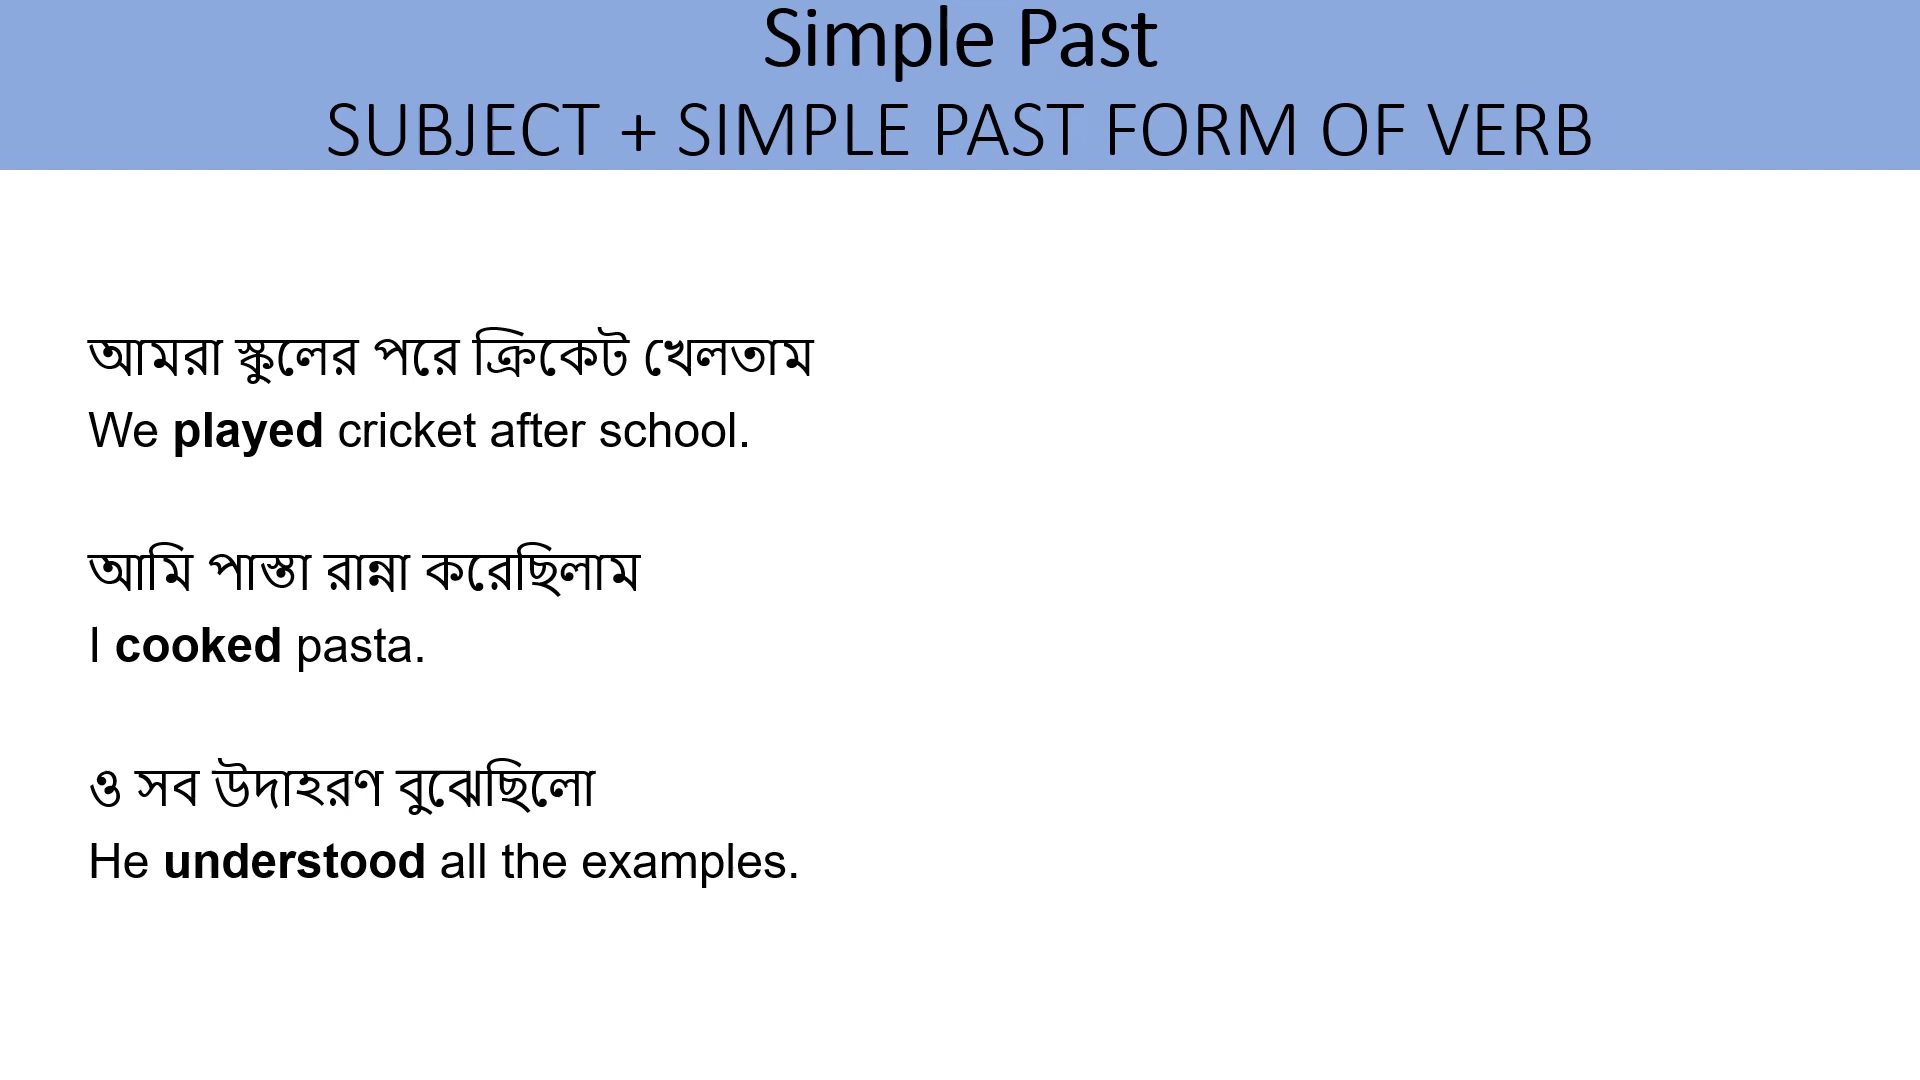 Simple Past
SUBJECT + SIMPLE PAST FORM OF VERB
আমরা স্কুলের পরে ক্রিকেট খেলতাম
We played cricket after school.
আমি পাস্তা রান্না করেছিলাম
I cooked pasta.
ও সব উদাহরণ বুঝেছিলো
He understood all the examples.